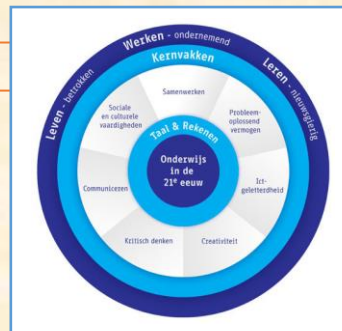 Werken - ondernemend
Leven - betrokken
Leren - nieuwsgierig
Kernvakken
Samenwerken
Sociale
en culturele
vaardigheden
Probleem-
oplossend
vermogen
Taal & Rekenen
Onderwijs
in de
21e eeuw
Communiceren
Ict-
geletterdheid
Kritisch denken
Creativiteit